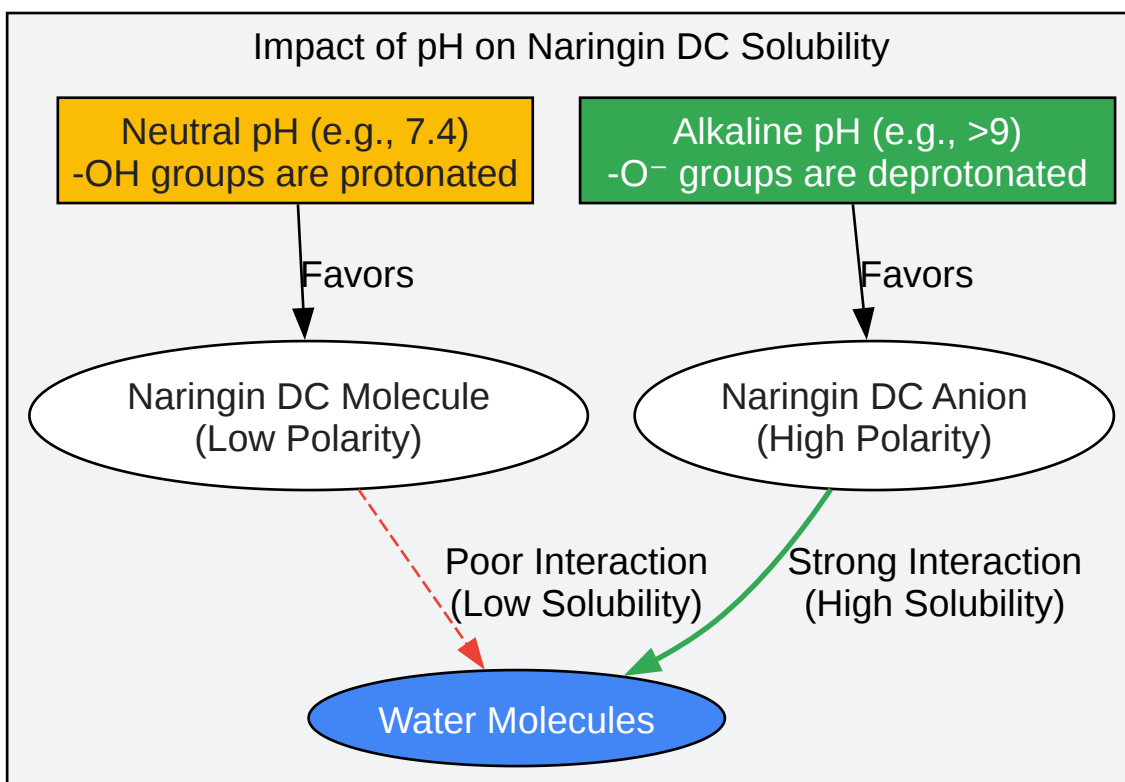 Impact of pH on Naringin DC Solubility
Neutral pH (e.g., 7.4)
-OH groups are protonated
Alkaline pH (e.g., >9)
-O⁻ groups are deprotonated
Favors
Favors
Naringin DC Molecule
(Low Polarity)
Naringin DC Anion
(High Polarity)
Poor Interaction
(Low Solubility)
Strong Interaction
(High Solubility)
Water Molecules